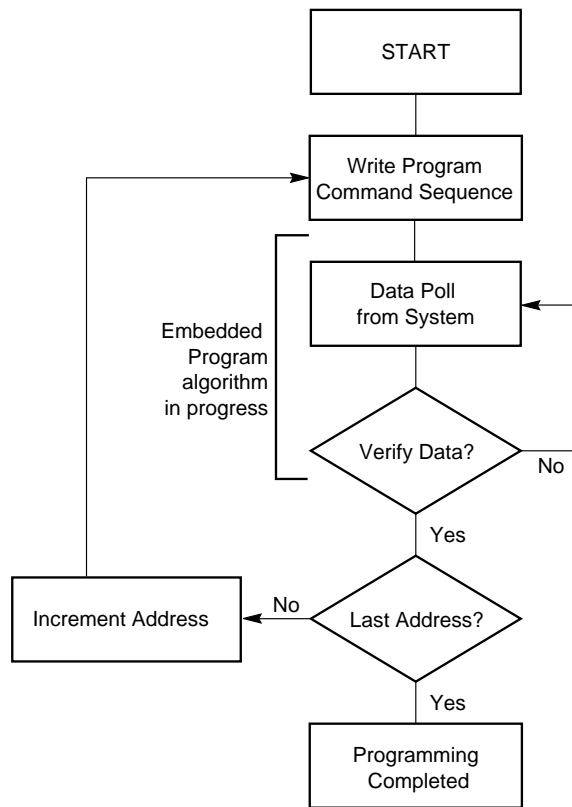 START
Write Program
Command Sequence
Data Poll
from System
Embedded
Program
algorithm
in progress
Verify Data?
No
Yes
Increment Address
No
Last Address?
Yes
Programming
Completed